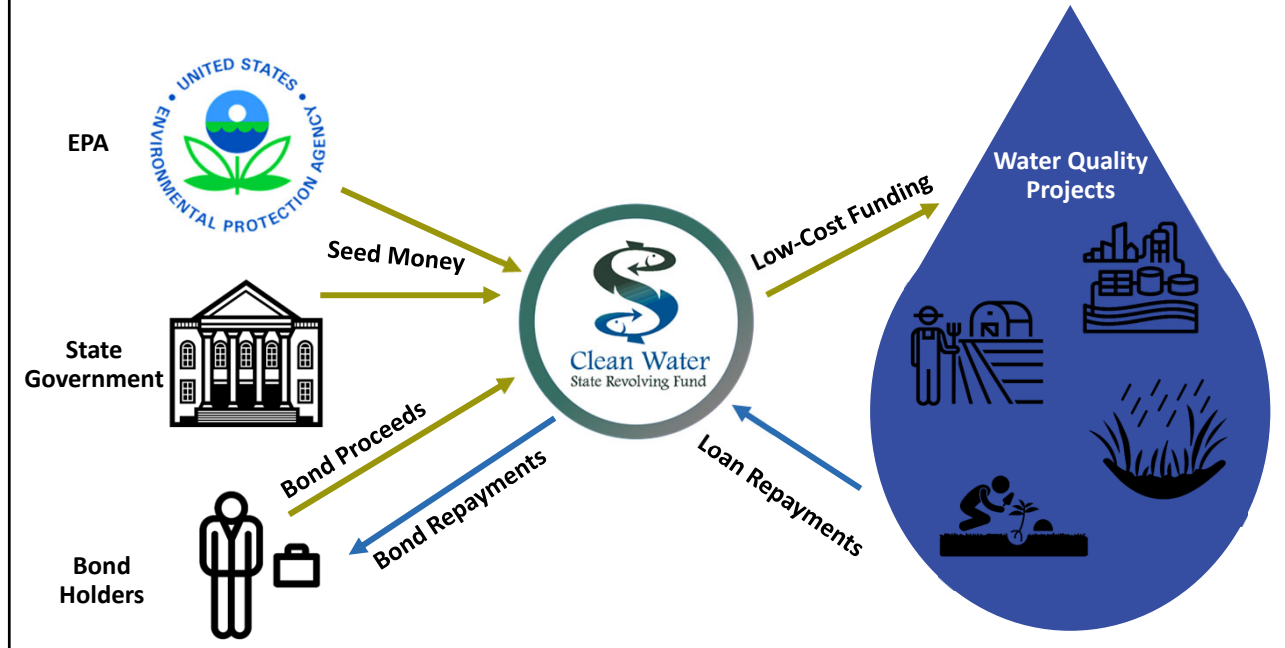 EPA
UNITED STATES
ENVIRONMENTAL PROTECTION AGENCY
Seed Money
State
Government
Bond Proceeds
Bond Repayments
Bond
Holders
Clean Water
State Revolving Fund
Low-Cost Funding
Loan Repayments
Water Quality
Projects